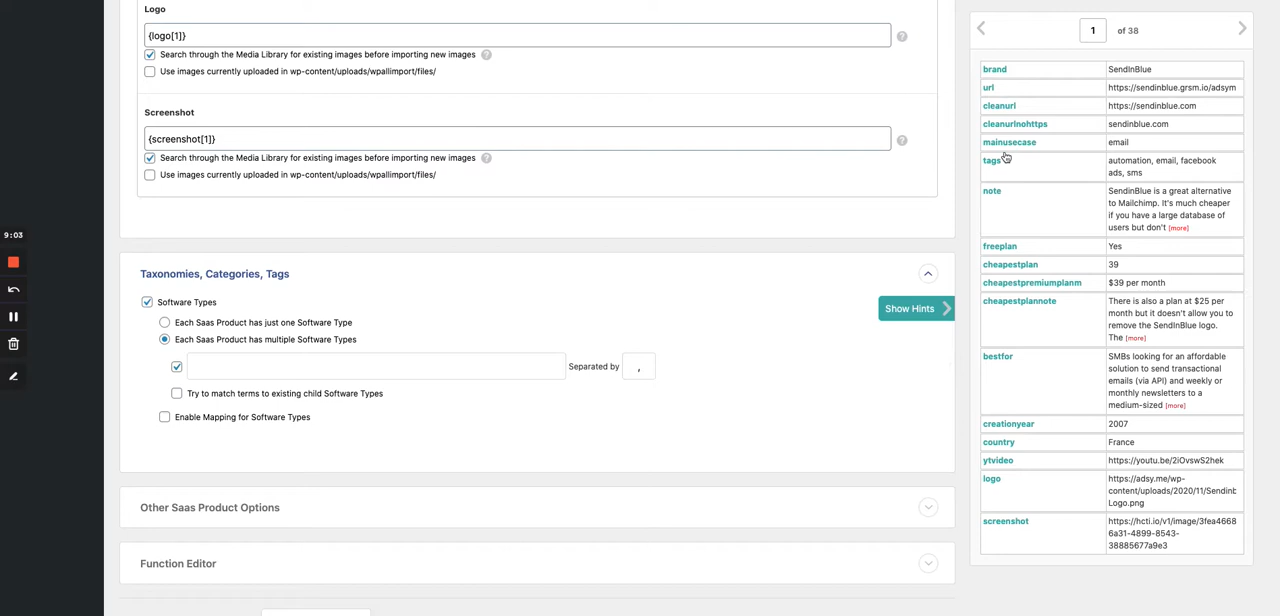 Logo
{logo[1]}
Search through the Media Library for existing images before importing new images ?
Use images currently uploaded in wp-content/uploads/wpallimport/files/
Screenshot
{screenshot[1]}
Search through the Media Library for existing images before importing new images ?
Use images currently uploaded in wp-content/uploads/wpallimport/files/
9:03
Taxonomies, Categories, Tags
Software Types
Show Hints
Each Saas Product has just one Software Type
Each Saas Product has multiple Software Types
Separated by ,
Try to match terms to existing child Software Types
Enable Mapping for Software Types
Other Saas Product Options
Function Editor
1 of 38
brand SendInBlue
url https://sendinblue.grsm.io/adsym
cleanurl https://sendinblue.com
cleanurlnohttps sendinblue.com
mainusecase email
tags automation, email, facebook
ads, sms
note SendinBlue is a great alternative
to Mailchimp. It's much cheaper
if you have a large database of
users but don't [more]
freeplan Yes
cheapestplan 39
cheapestpremiumplanm $39 per month
cheapestplannote There is also a plan at $25 per
month but it doesn't allow you to
remove the SendInBlue logo.
The [more]
bestfor SMBs looking for an affordable
solution to send transactional
emails (via API) and weekly or
monthly newsletters to a
medium-sized [more]
creationyear 2007
country France
ytvideo https://youtu.be/2iOvswS2hek
logo https://adsy.me/wp-
content/uploads/2020/11/Sendinb
Logo.png
screenshot https://hcti.io/v1/image/3fea4668
6a31-4899-8543-
38885677a9e3